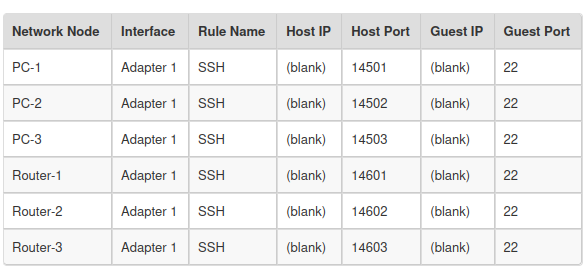 Network Node Interface Rule Name Host IP Host Port Guest IP Guest Port
PC-1 Adapter 1 SSH (blank) 14501 (blank) 22
PC-2 Adapter 1 SSH (blank) 14502 (blank) 22
PC-3 Adapter 1 SSH (blank) 14503 (blank) 22
Router-1 Adapter 1 SSH (blank) 14601 (blank) 22
Router-2 Adapter 1 SSH (blank) 14602 (blank) 22
Router-3 Adapter 1 SSH (blank) 14603 (blank) 22